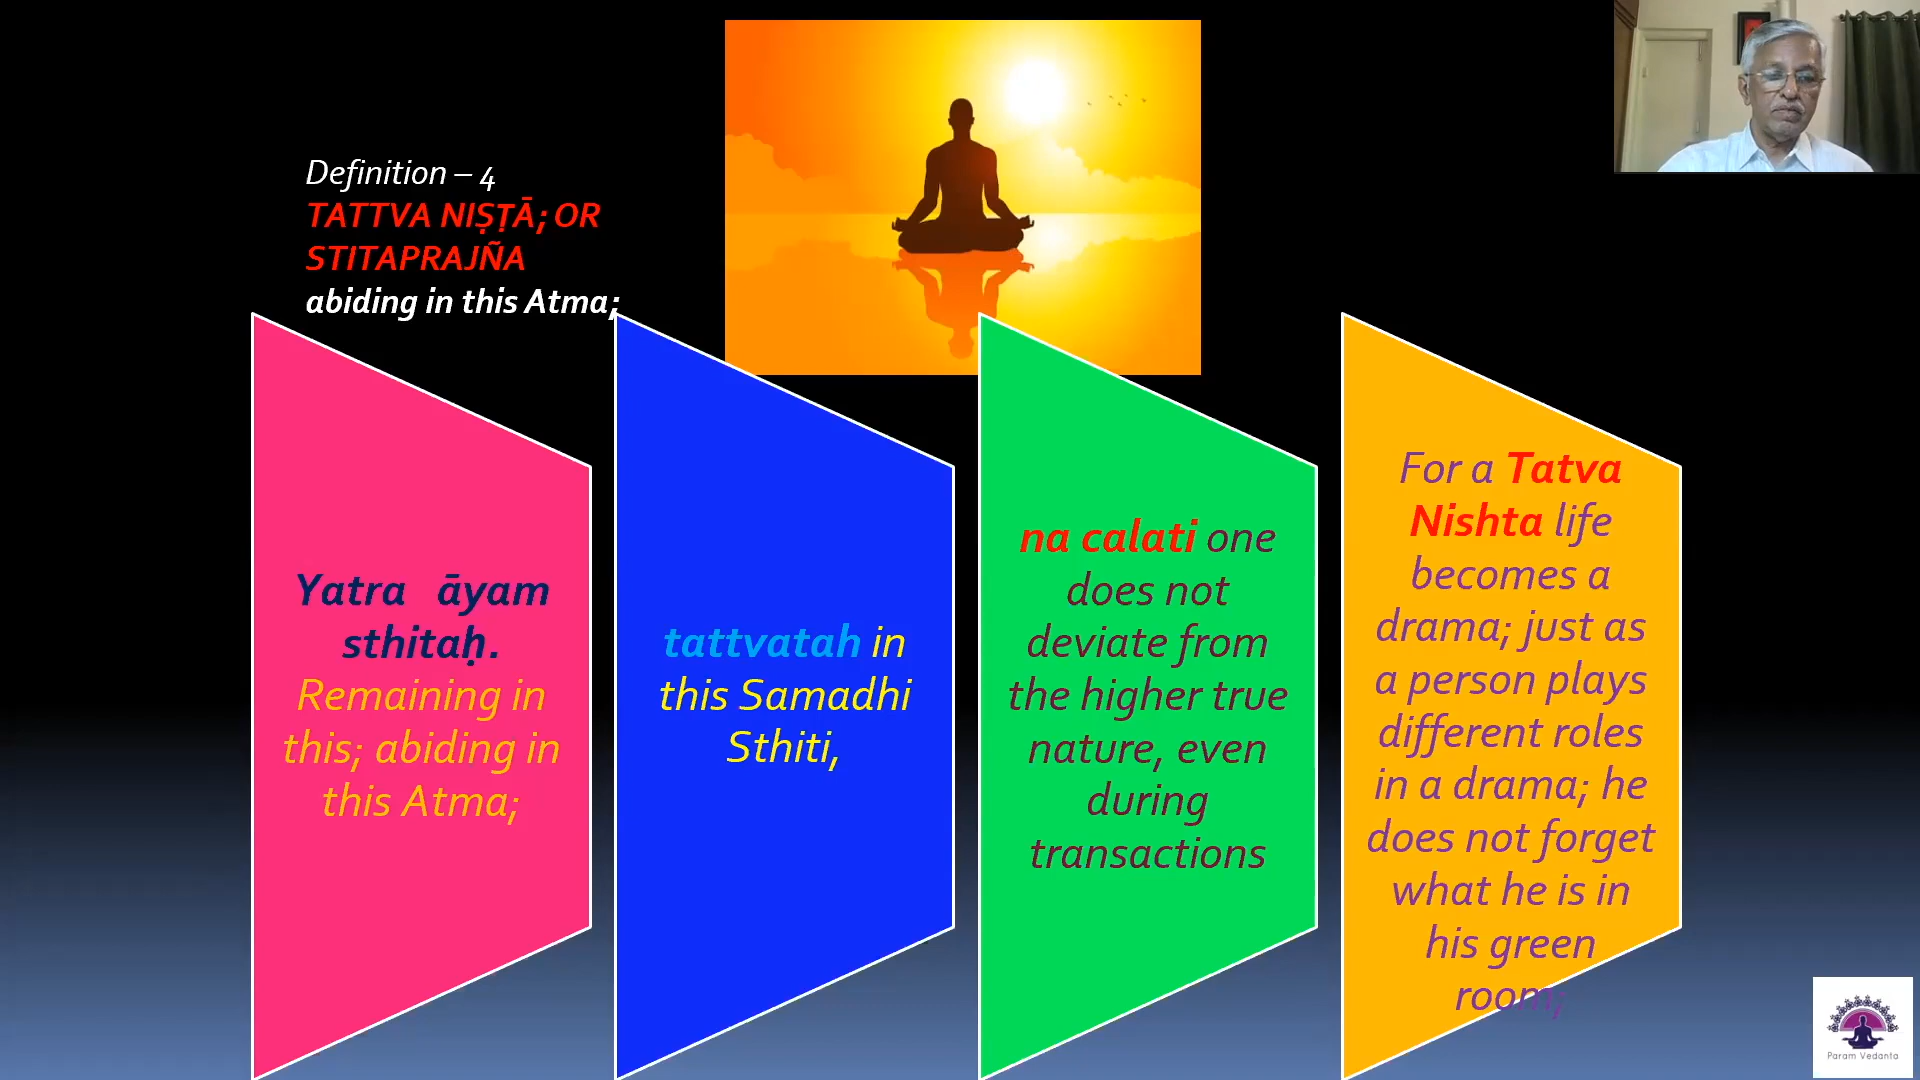 Definition – 4
TATTVA NIṢṬĀ; OR
STITAPRAJÑA
abiding in this Atma;
Yatra āyam
sthitaḥ.
Remaining in
this; abiding in
this Atma;
tattvatah in
this Samadhi
Sthiti,
na calati one
does not
deviate from
the higher true
nature, even
during
transactions
For a Tatva
Nishta life
becomes a
drama; just as
a person plays
different roles
in a drama; he
does not forget
what he is in
his green
room;
Param Vedanta